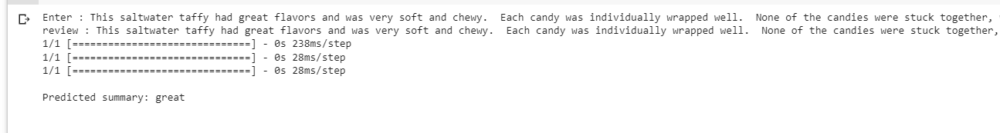 Enter : This saltwater taffy had great flavors and was very soft and chewy.  Each candy was individually wrapped well.  None of the candies were stuck together,
review : This saltwater taffy had great flavors and was very soft and chewy.  Each candy was individually wrapped well.  None of the candies were stuck together,
1/1 [==============================] - 0s 238ms/step
1/1 [==============================] - 0s 28ms/step
1/1 [==============================] - 0s 28ms/step
Predicted summary: great